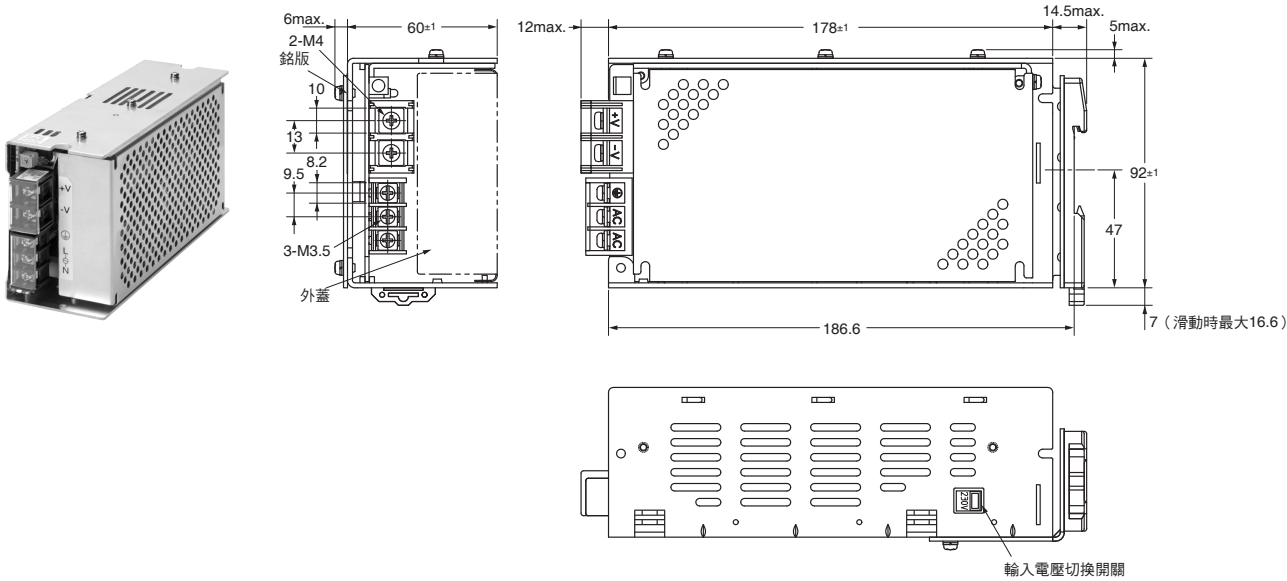 6max.
60±1
2-M4
銘版
10
13
8.2
9.5
3-M3.5
外蓋
12max.
178±1
14.5max.
5max.
+V
-V
AC
AC
92±1
47
186.6
7（滑動時最大16.6）
+V
-V
L
N
230V
輸入電壓切換開關